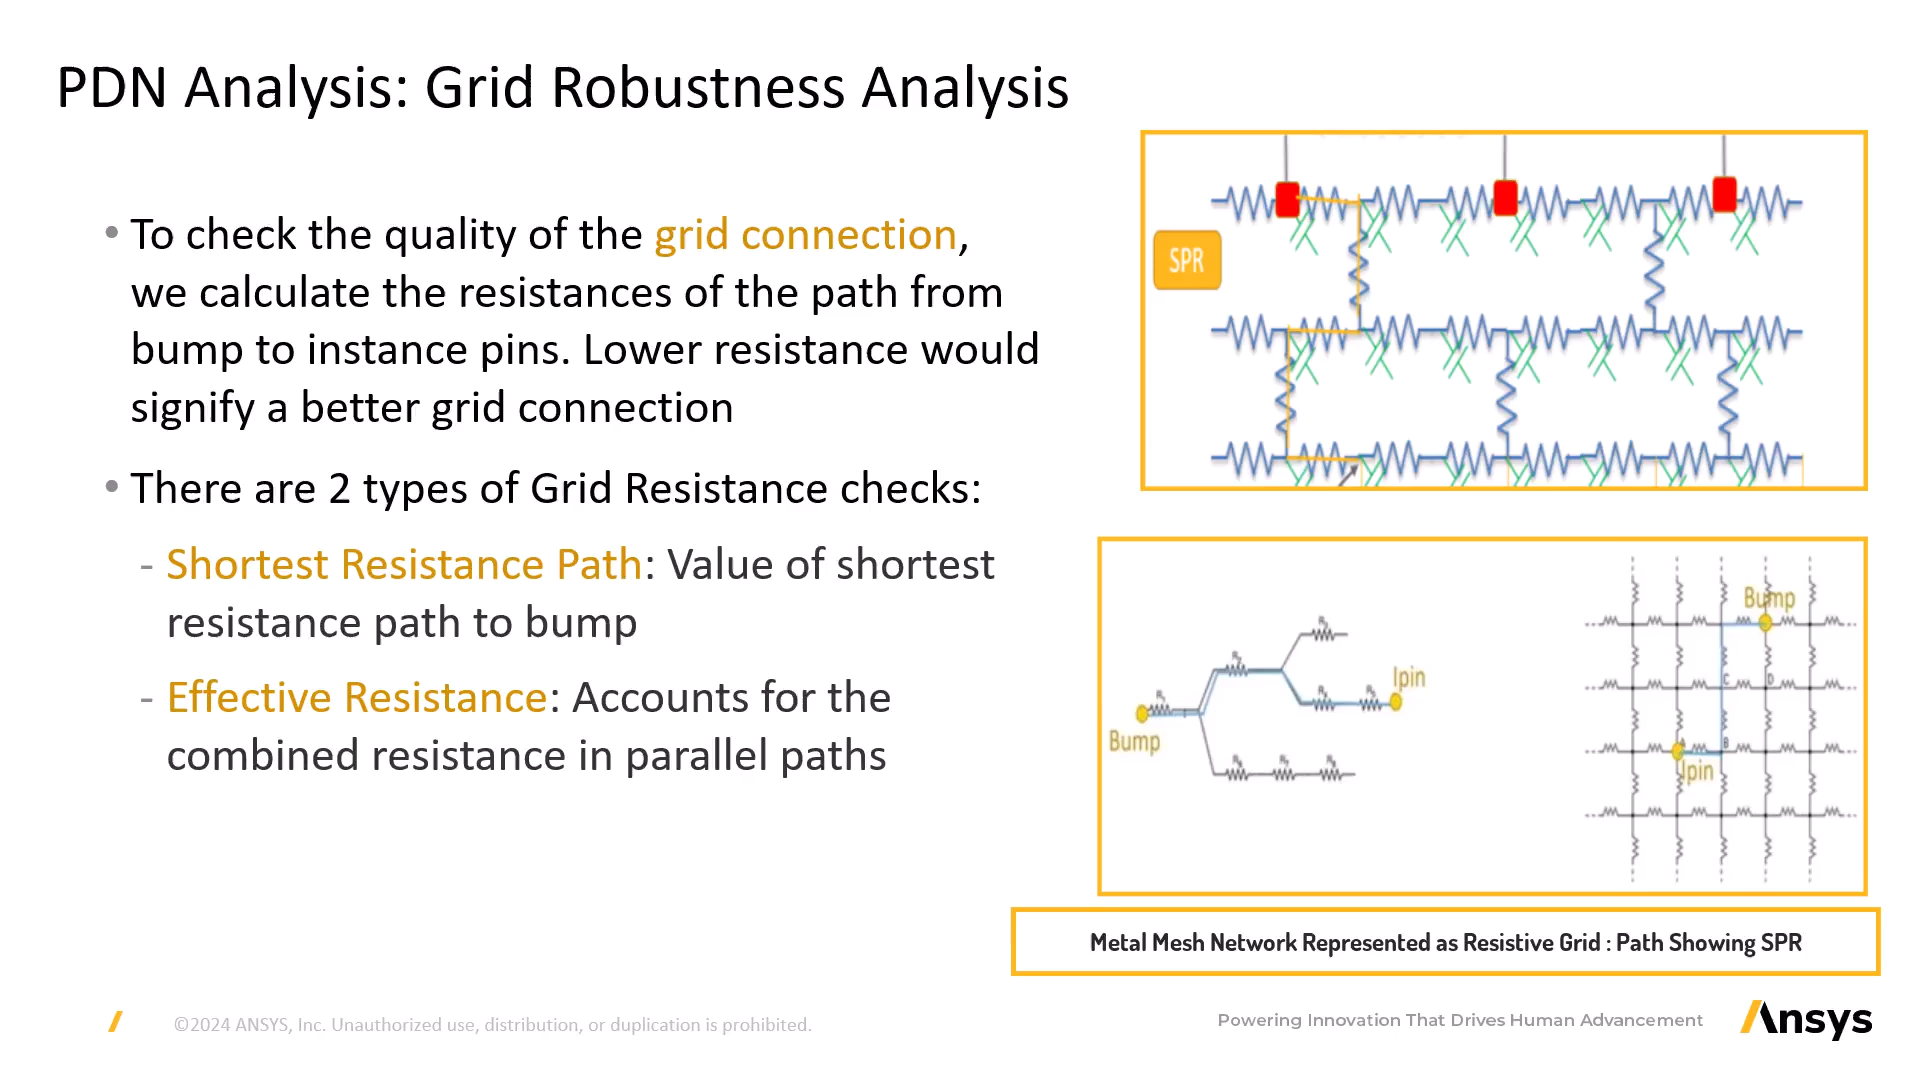 PDN Analysis: Grid Robustness Analysis
• To check the quality of the grid connection,
we calculate the resistances of the path from
bump to instance pins. Lower resistance would
signify a better grid connection
• There are 2 types of Grid Resistance checks:
- Shortest Resistance Path: Value of shortest
resistance path to bump
- Effective Resistance: Accounts for the
combined resistance in parallel paths
SPR
Bump
R₁
R₂
Ipin
Bump
C
D
B
Ipin
Metal Mesh Network Represented as Resistive Grid : Path Showing SPR
©2024 ANSYS, Inc. Unauthorized use, distribution, or duplication is prohibited.
Powering Innovation That Drives Human Advancement
Ansys